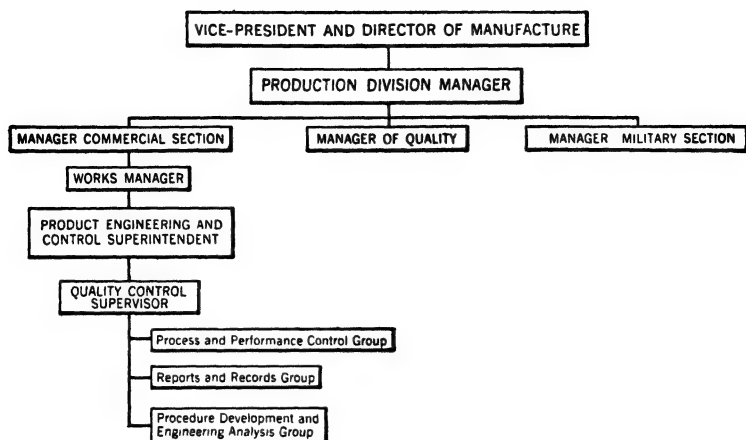 VICE-PRESIDENT AND DIRECTOR OF MANUFACTURE
PRODUCTION DIVISION MANAGER
MANAGER COMMERCIAL SECTION
MANAGER OF QUALITY
MANAGER MILITARY SECTION
WORKS MANAGER
PRODUCT ENGINEERING AND
CONTROL SUPERINTENDENT
QUALITY CONTROL
SUPERVISOR
Process and Performance Control Group
Reports and Records Group
Procedure Development and
Engineering Analysis Group